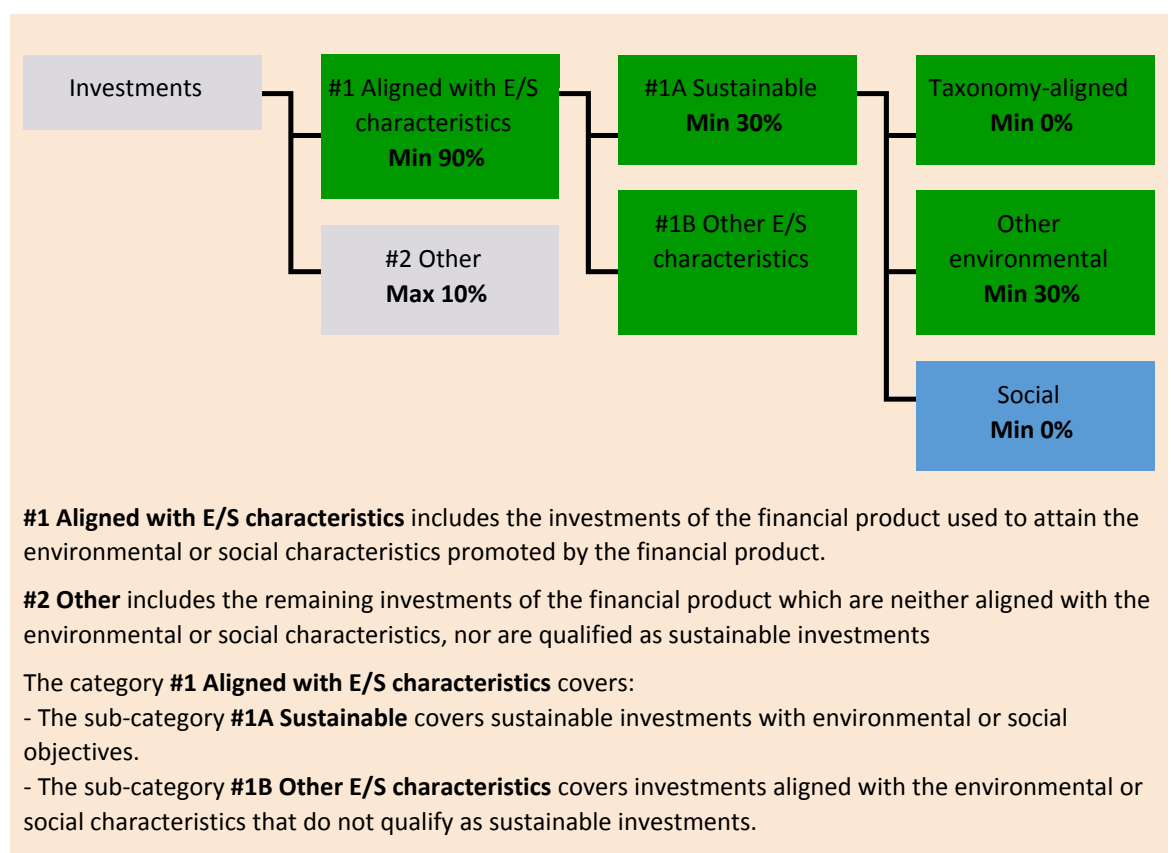 Investments
#1 Aligned with E/S
characteristics
Min 90%
#2 Other
Max 10%
#1A Sustainable
Min 30%
#1B Other E/S
characteristics
Taxonomy-aligned
Min 0%
Other
environmental
Min 30%
Social
Min 0%
#1 Aligned with E/S characteristics includes the investments of the financial product used to attain the
environmental or social characteristics promoted by the financial product.
#2 Other includes the remaining investments of the financial product which are neither aligned with the
environmental or social characteristics, nor are qualified as sustainable investments
The category #1 Aligned with E/S characteristics covers:
- The sub-category #1A Sustainable covers sustainable investments with environmental or social
objectives.
- The sub-category #1B Other E/S characteristics covers investments aligned with the environmental or
social characteristics that do not qualify as sustainable investments.